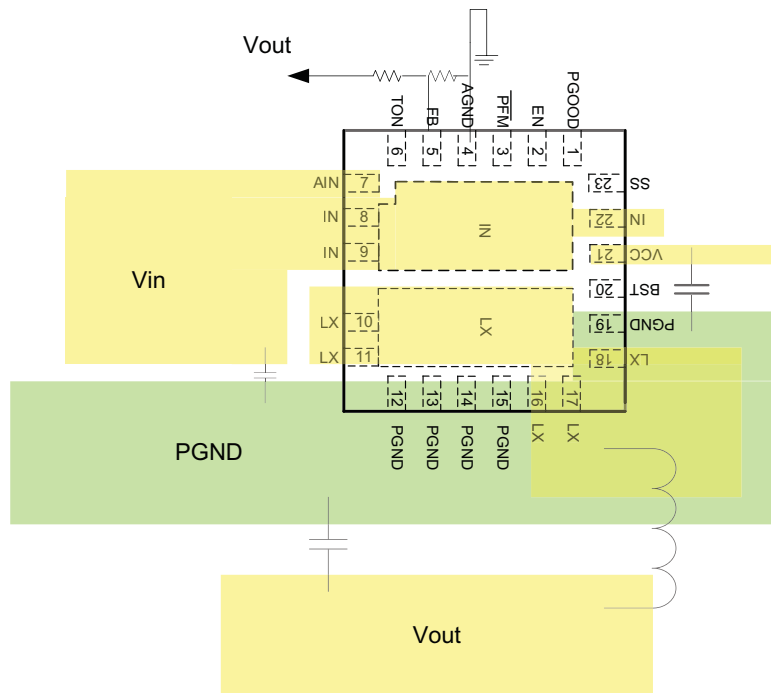 Vout
TON
FB
AGND
PFM
EN
PGOOD
6
5
4
3
2
1
AIN
7
IN
8
IN
9
LX
10
LX
11
IN
LX
23
SS
22
IN
21
VCC
20
BST
19
PGND
18
LX
12
13
14
15
16
17
PGND
PGND
PGND
PGND
LX
LX
Vin
PGND
Vout